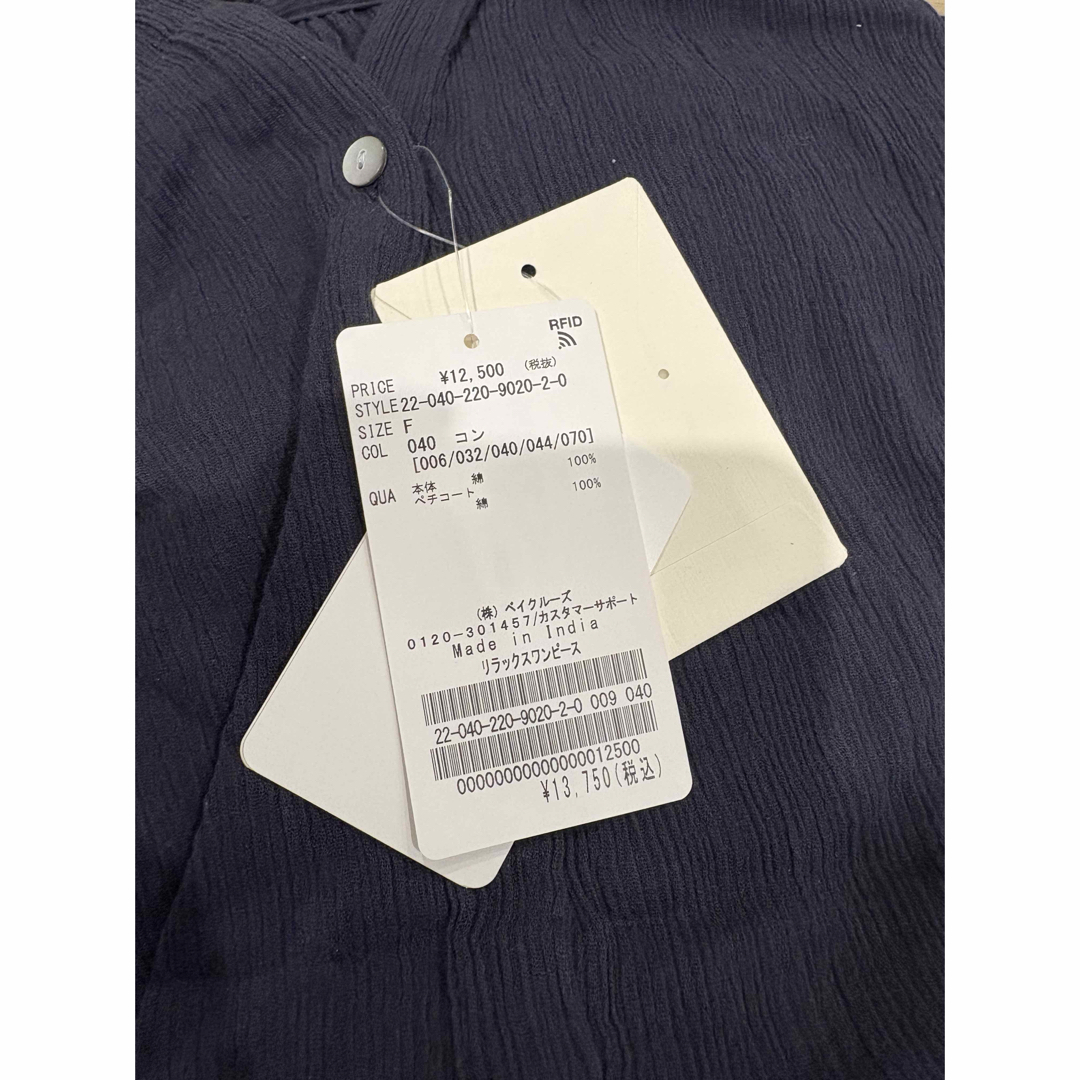 RFID
PRICE ¥12,500 (税抜)
STYLE 22-040-220-9020-2-0
SIZE F
COL 040 コン
[006/032/040/044/070]
QUA 本体 綿 100%
ペチコート 綿 100%
(株)ベイクルーズ
0120-301457/カスタマーサポート
Made in India
リラックスワンピース
22-040-220-9020-2-0 009 040
0000000000000012500
¥13,750(税込)